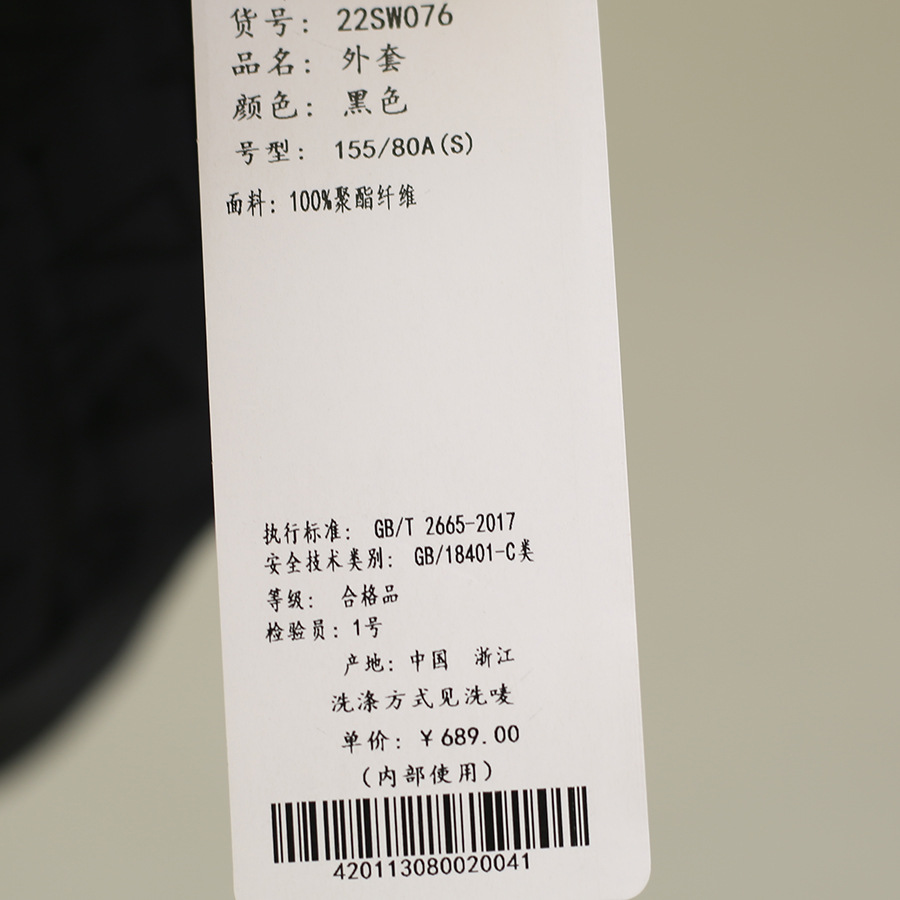 货号: 22SW076
品名: 外套
颜色: 黑色
号型: 155/80A(S)
面料: 100%聚酯纤维
执行标准: GB/T 2665-2017
安全技术类别: GB/18401-C类
等级: 合格品
检验员: 1号
产地: 中国 浙江
洗涤方式见洗唛
单价: ￥689.00
(内部使用)
420113080020041